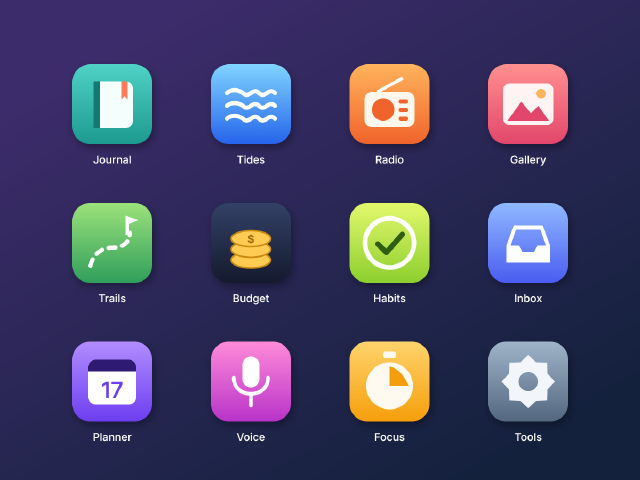 Journal
Tides
Radio
Gallery
Trails
$
Budget
Habits
Inbox
17
Planner
Voice
Focus
Tools